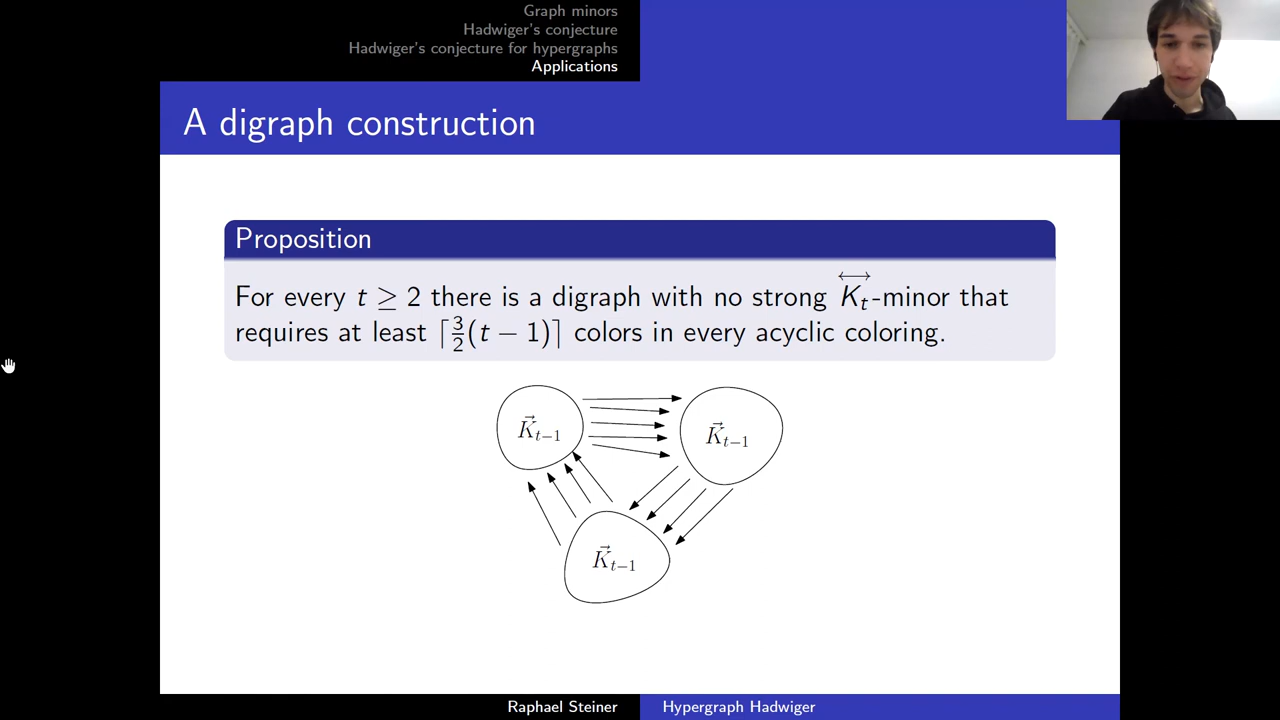 Graph minors
Hadwiger's conjecture
Hadwiger's conjecture for hypergraphs
Applications
A digraph construction
Proposition
For every t ≥ 2 there is a digraph with no strong K⃡ₜ-minor that
requires at least ⌈3/2(t − 1)⌉ colors in every acyclic coloring.
K⃗ₜ₋₁
K⃗ₜ₋₁
K⃗ₜ₋₁
Raphael Steiner
Hypergraph Hadwiger